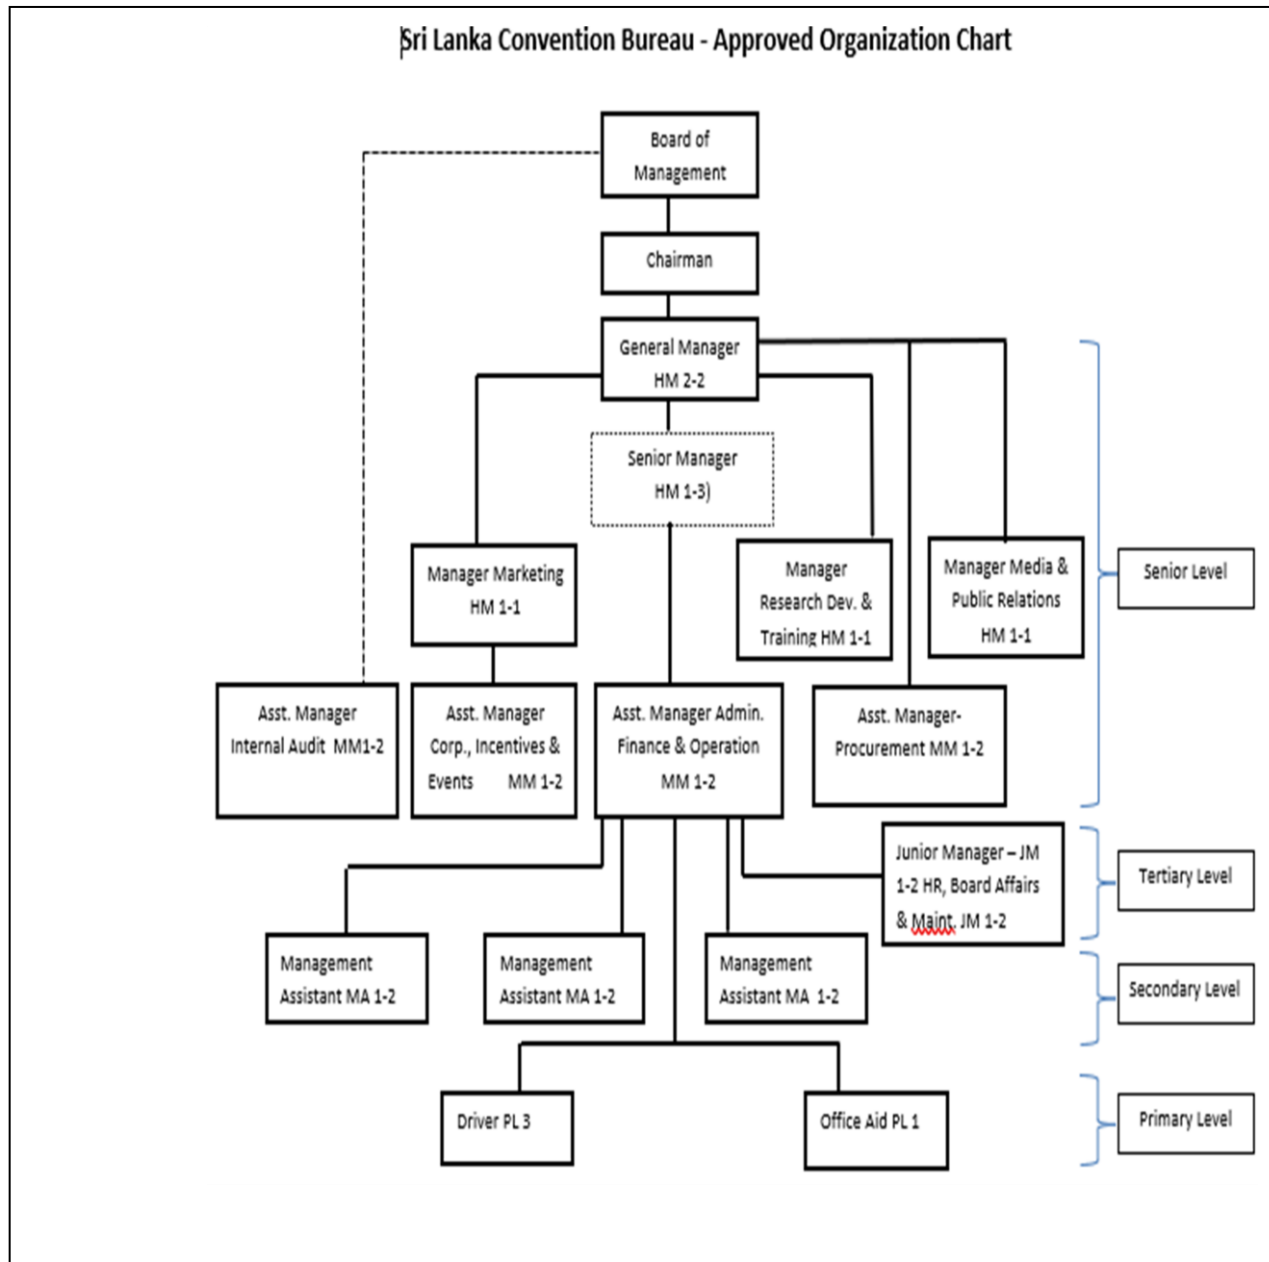 Sri Lanka Convention Bureau - Approved Organization Chart
Board of
Management
Chairman
General Manager
HM 2-2
Senior Manager
HM 1-3)
Manager Marketing
HM 1-1
Manager
Research Dev. &
Training HM 1-1
Manager Media &
Public Relations
HM 1-1
Senior Level
Asst. Manager
Internal Audit MM1-2
Asst. Manager
Corp., Incentives &
Events MM 1-2
Asst. Manager Admin.
Finance & Operation
MM 1-2
Asst. Manager-
Procurement MM 1-2
Junior Manager – JM
1-2 HR, Board Affairs
& Maint. JM 1-2
Tertiary Level
Management
Assistant MA 1-2
Management
Assistant MA 1-2
Management
Assistant MA 1-2
Secondary Level
Driver PL 3
Office Aid PL 1
Primary Level